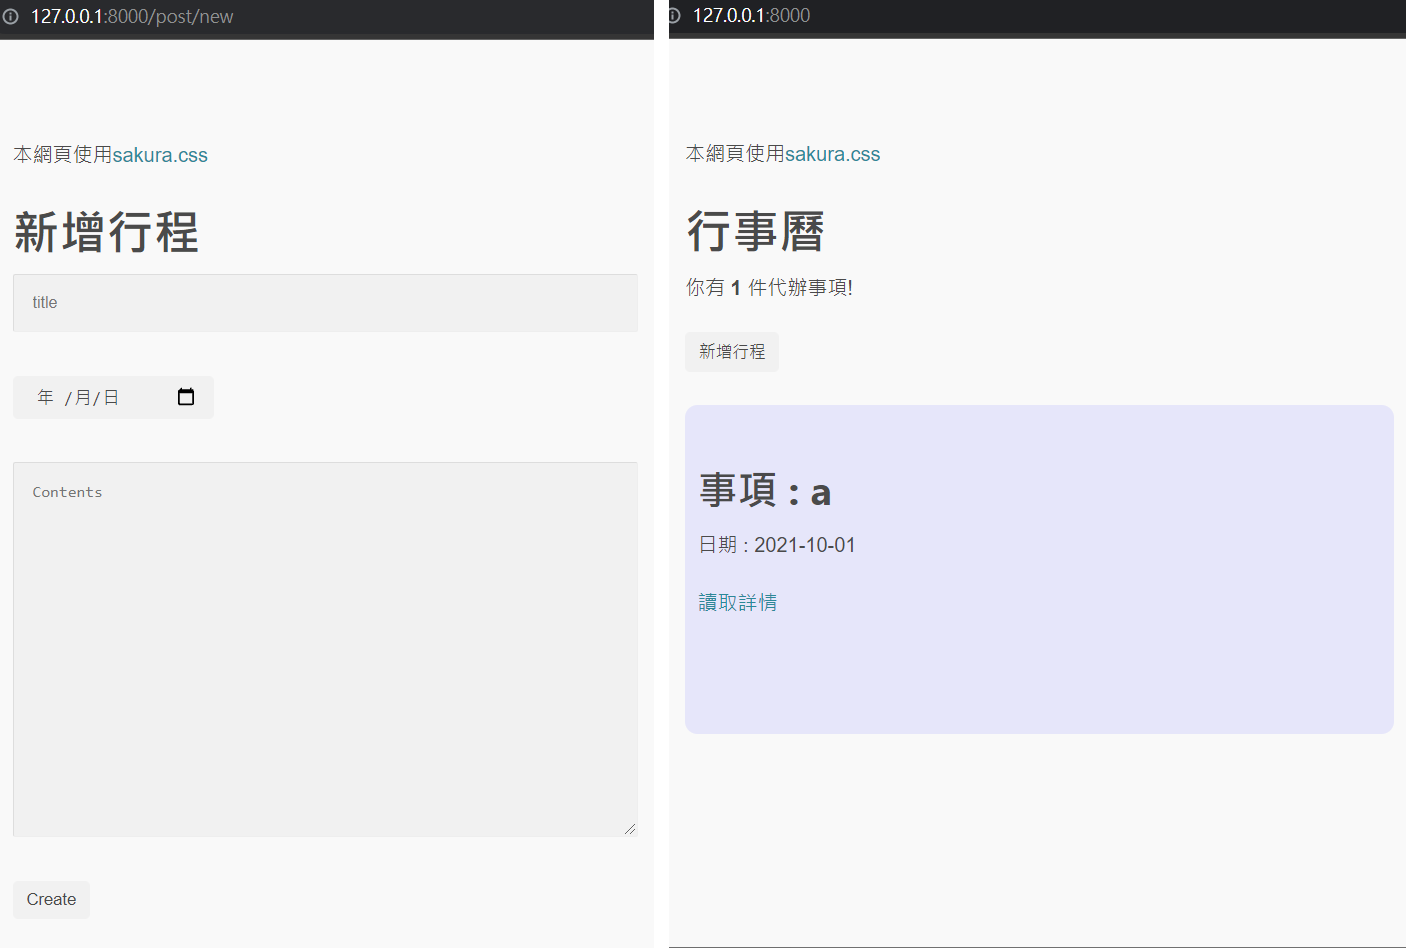 127.0.0.1:8000/post/new
本網頁使用sakura.css
新增行程
title
年 /月/日
Contents
Create
127.0.0.1:8000
本網頁使用sakura.css
行事曆
你有 1 件代辦事項!
新增行程
事項 : a
日期 : 2021-10-01
讀取詳情